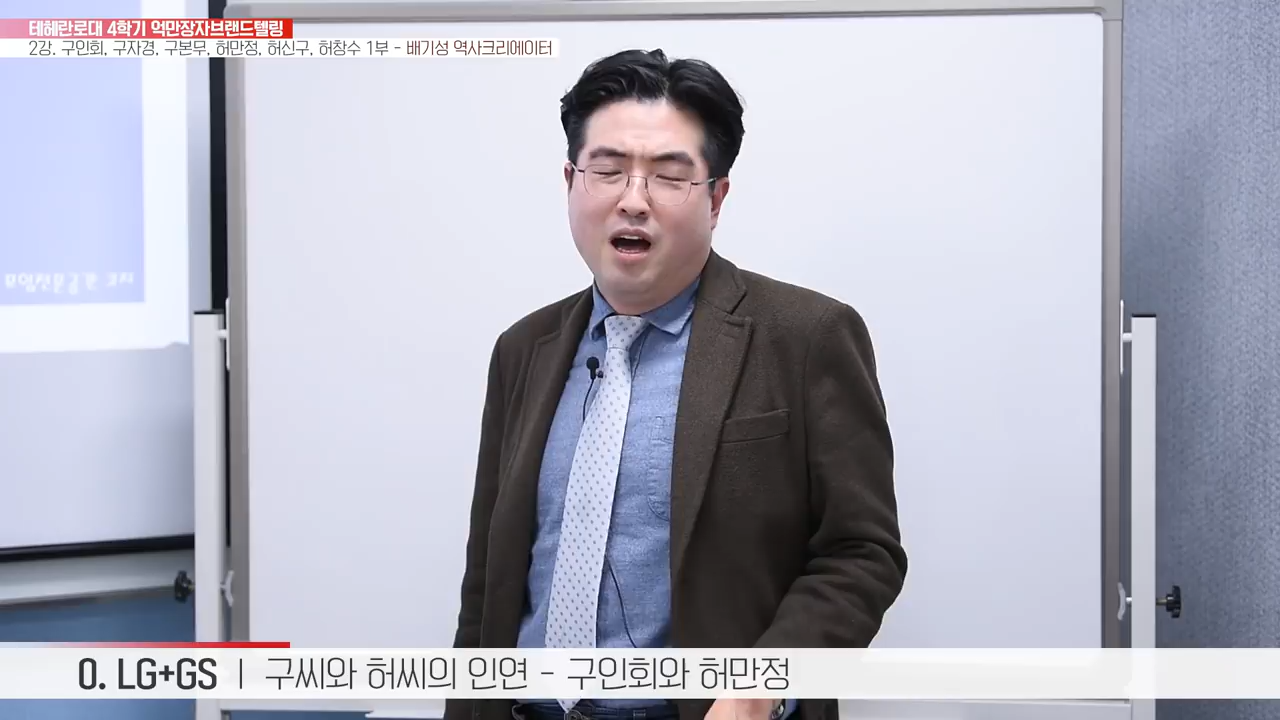 테헤란로대 4학기 억만장자브랜드텔링
2강. 구인회, 구자경, 구본무, 허만정, 허신구, 허창수 1부 - 배기성 역사크리에이터
0. LG+GS | 구씨와 허씨의 인연 - 구인회와 허만정